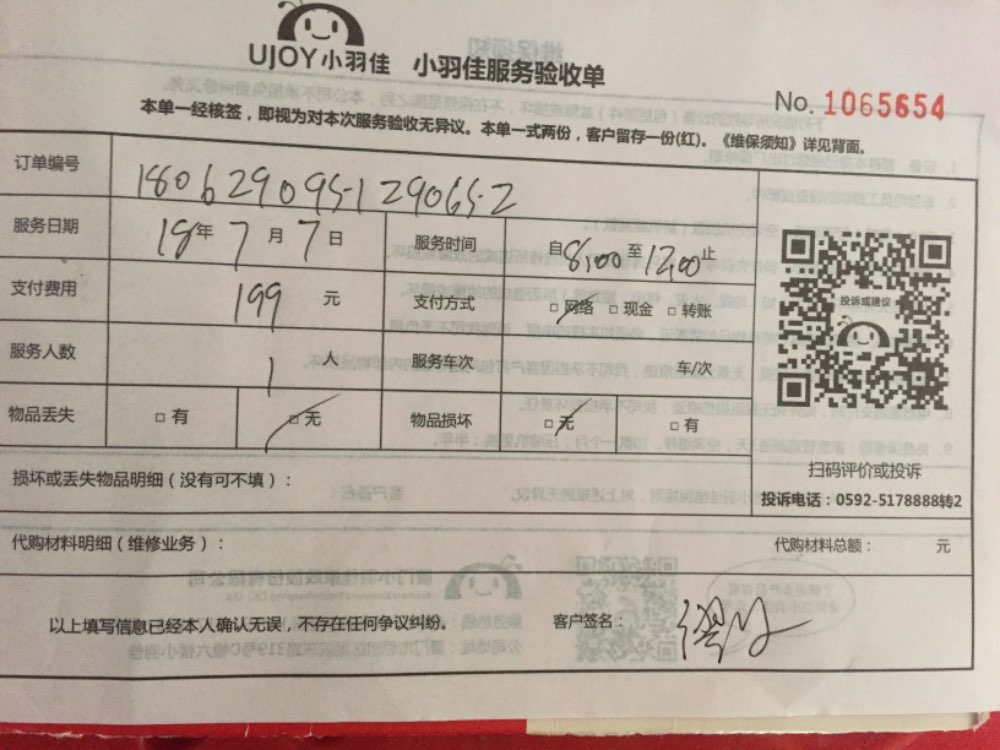 UJOY小羽佳 小羽佳服务验收单
No. 1065654
本单一经核签，即视为对本次服务验收无异议。本单一式两份，客户留存一份(红)。《维保须知》详见背面。
订单编号 180629095129065-2
服务日期 18年7月7日 服务时间 自8:00至12:00止
支付费用 199 元 支付方式 □网络 □现金 □转账
服务人数 1 人 服务车次 车/次
物品丢失 □有 □无 物品损坏 □无 □有
投诉或建议
扫码评价或投诉
投诉电话：0592-5178888转2
损坏或丢失物品明细（没有可不填）：
代购材料明细（维修业务）： 代购材料总额： 元
以上填写信息已经本人确认无误，不存在任何争议纠纷。 客户签名：